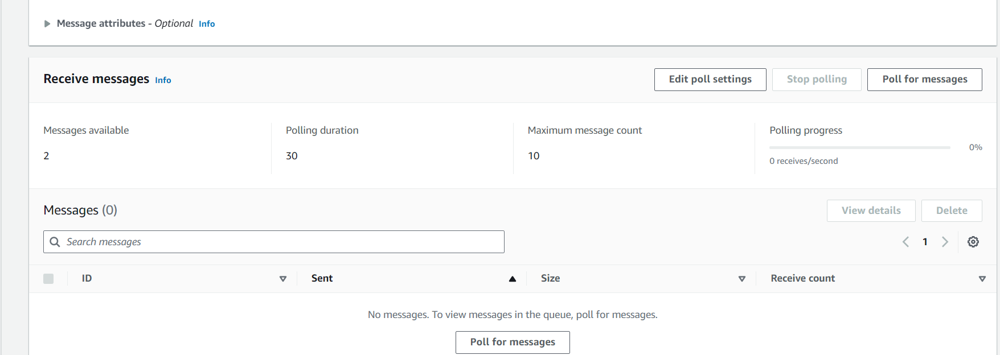 Message attributes - Optional Info
Receive messages Info
Edit poll settings
Stop polling
Poll for messages
Messages available
2
Polling duration
30
Maximum message count
10
Polling progress
0%
0 receives/second
Messages (0)
View details
Delete
Search messages
1
ID
Sent
Size
Receive count
No messages. To view messages in the queue, poll for messages.
Poll for messages